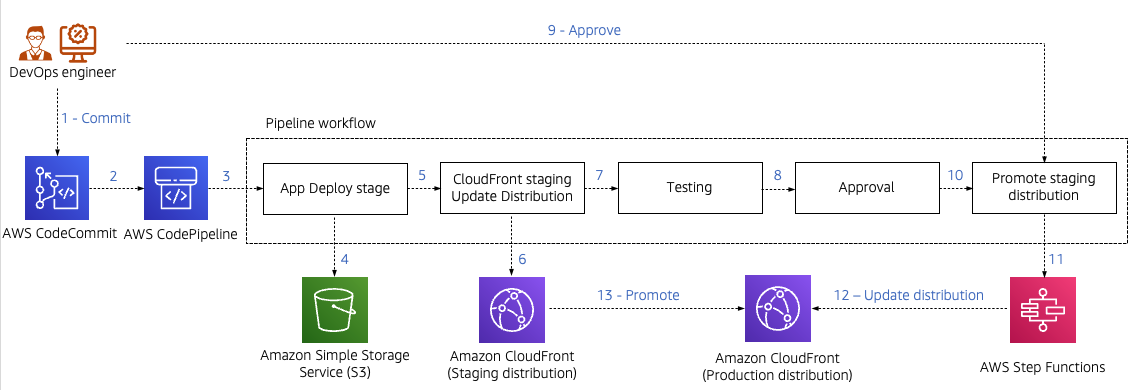 9 - Approve
DevOps engineer
1 - Commit
Pipeline workflow
2
3
App Deploy stage
5
CloudFront staging
Update Distribution
7
Testing
8
Approval
10
Promote staging
distribution
AWS CodeCommit
AWS CodePipeline
4
6
11
13 - Promote
12 – Update distribution
Amazon Simple Storage
Service (S3)
Amazon CloudFront
(Staging distribution)
Amazon CloudFront
(Production distribution)
AWS Step Functions